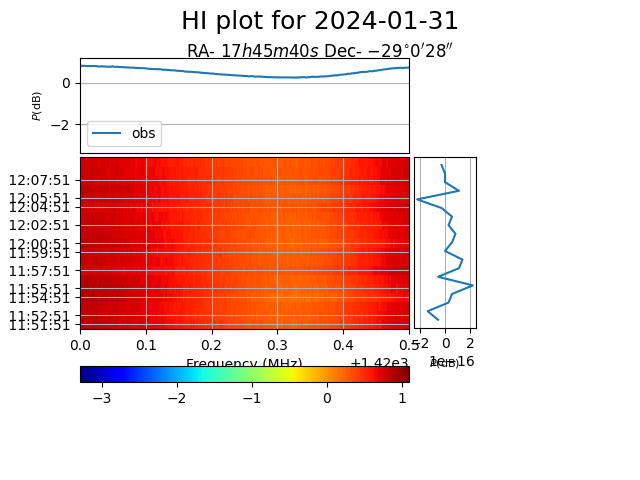 HI plot for 2024-01-31
RA- 17h45m40s Dec- −29°0′28″
P(dB)
0
−2
obs
12:07:51
12:05:51
12:04:51
12:02:51
12:00:51
11:59:51
11:57:51
11:55:51
11:54:51
11:52:51
11:51:51
0.0 0.1 0.2 0.3 0.4 0.5
Frequency (MHz)
+1.42e3
−2 0 2
1e−16
P(dB)
−3 −2 −1 0 1